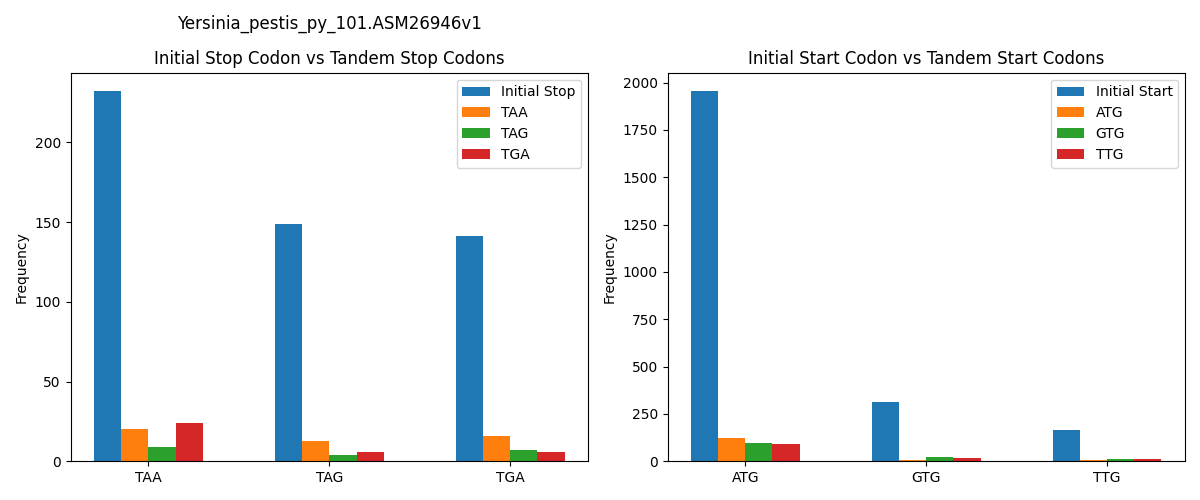 Yersinia_pestis_py_101.ASM26946v1
Initial Stop Codon vs Tandem Stop Codons
Frequency
200
150
100
50
0
TAA
TAG
TGA
Initial Stop
TAA
TAG
TGA
Initial Start Codon vs Tandem Start Codons
Frequency
2000
1750
1500
1250
1000
750
500
250
0
ATG
GTG
TTG
Initial Start
ATG
GTG
TTG